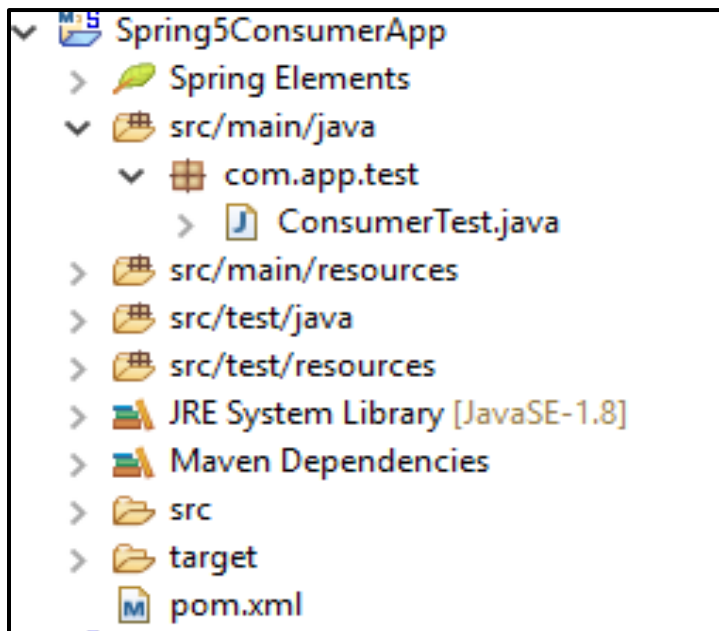 Spring5ConsumerApp
Spring Elements
src/main/java
com.app.test
ConsumerTest.java
src/main/resources
src/test/java
src/test/resources
JRE System Library [JavaSE-1.8]
Maven Dependencies
src
target
pom.xml